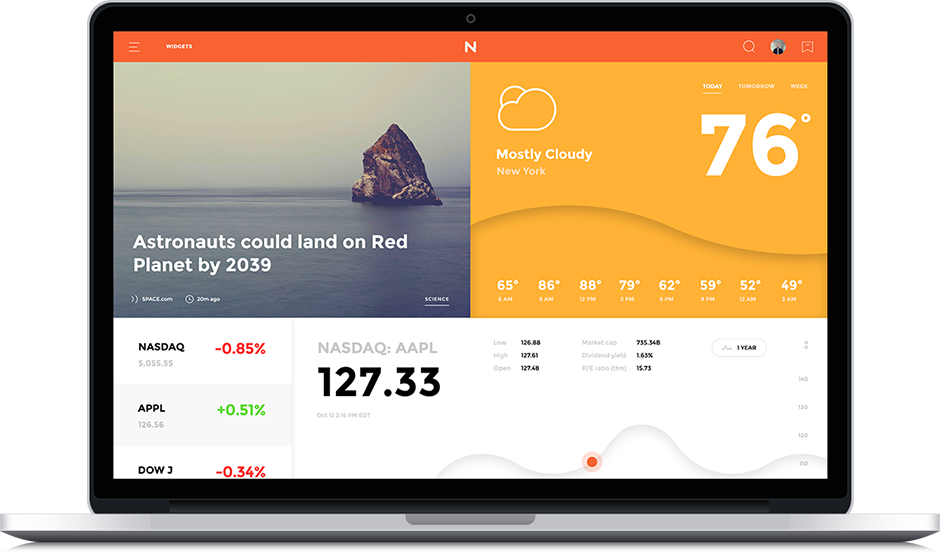 WIDGETS
N
TODAY TOMORROW WEEK
76°
Mostly Cloudy
New York
Astronauts could land on Red
Planet by 2039
SPACE.com 20m ago SCIENCE
65° 86° 88° 79° 62° 59° 52° 49°
6 AM 9 AM 12 PM 3 PM 6 PM 9 PM 12 AM 3 AM
NASDAQ -0.85%
5,055.55
APPL +0.51%
126.56
DOW J -0.34%
NASDAQ: AAPL
127.33
Oct 12 2:16 PM EDT
Low 126.88 Market cap 735.34B
High 127.61 Dividend yield 1.63%
Open 127.48 P/E ratio (ttm) 15.73
1 YEAR
140
130
120
110